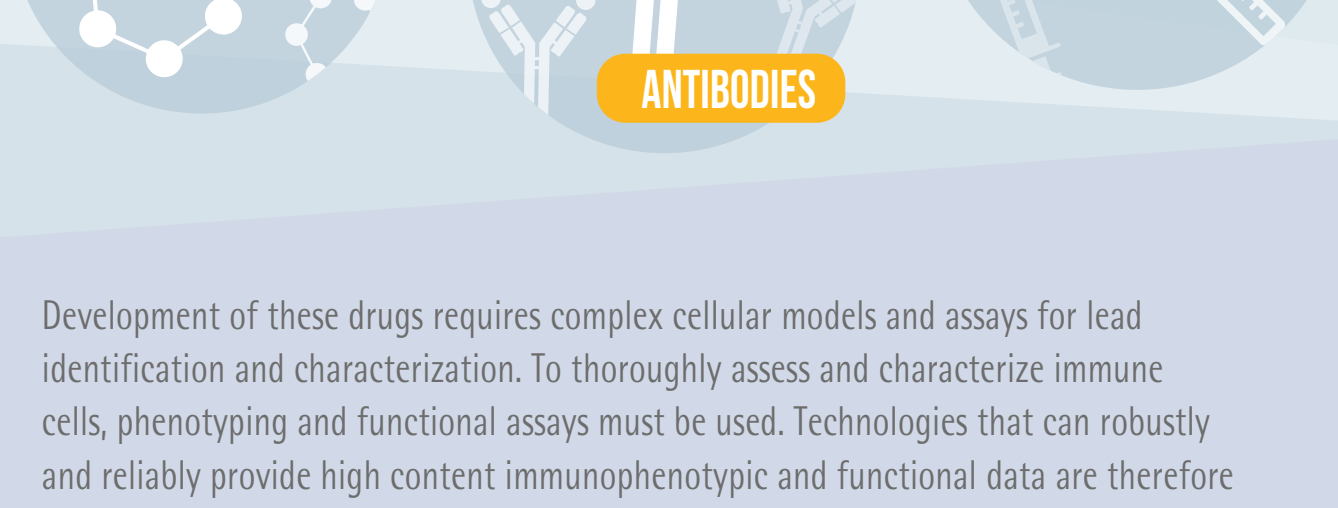 ANTIBODIES
Development of these drugs requires complex cellular models and assays for lead
identification and characterization. To thoroughly assess and characterize immune
cells, phenotyping and functional assays must be used. Technologies that can robustly
and reliably provide high content immunophenotypic and functional data are therefore